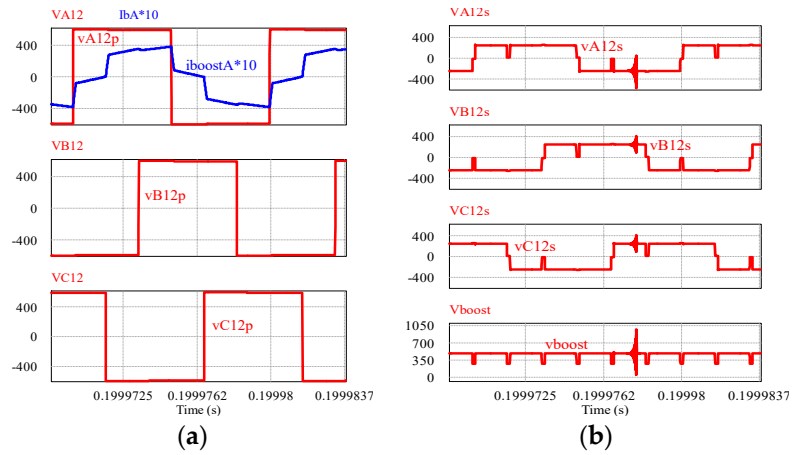 VA12 IbA*10
400
0
-400
vA12p
iboostA*10
VB12
400
0
-400
vB12p
VC12
400
0
-400
vC12p
0.1999725 0.1999762 0.19998 0.1999837
Time (s)
(a)
VA12s
400
0
-400
vA12s
VB12s
400
0
-400
vB12s
VC12s
400
0
-400
vC12s
Vboost
1050
700
350
0
vboost
0.1999725 0.1999762 0.19998 0.1999837
Time (s)
(b)